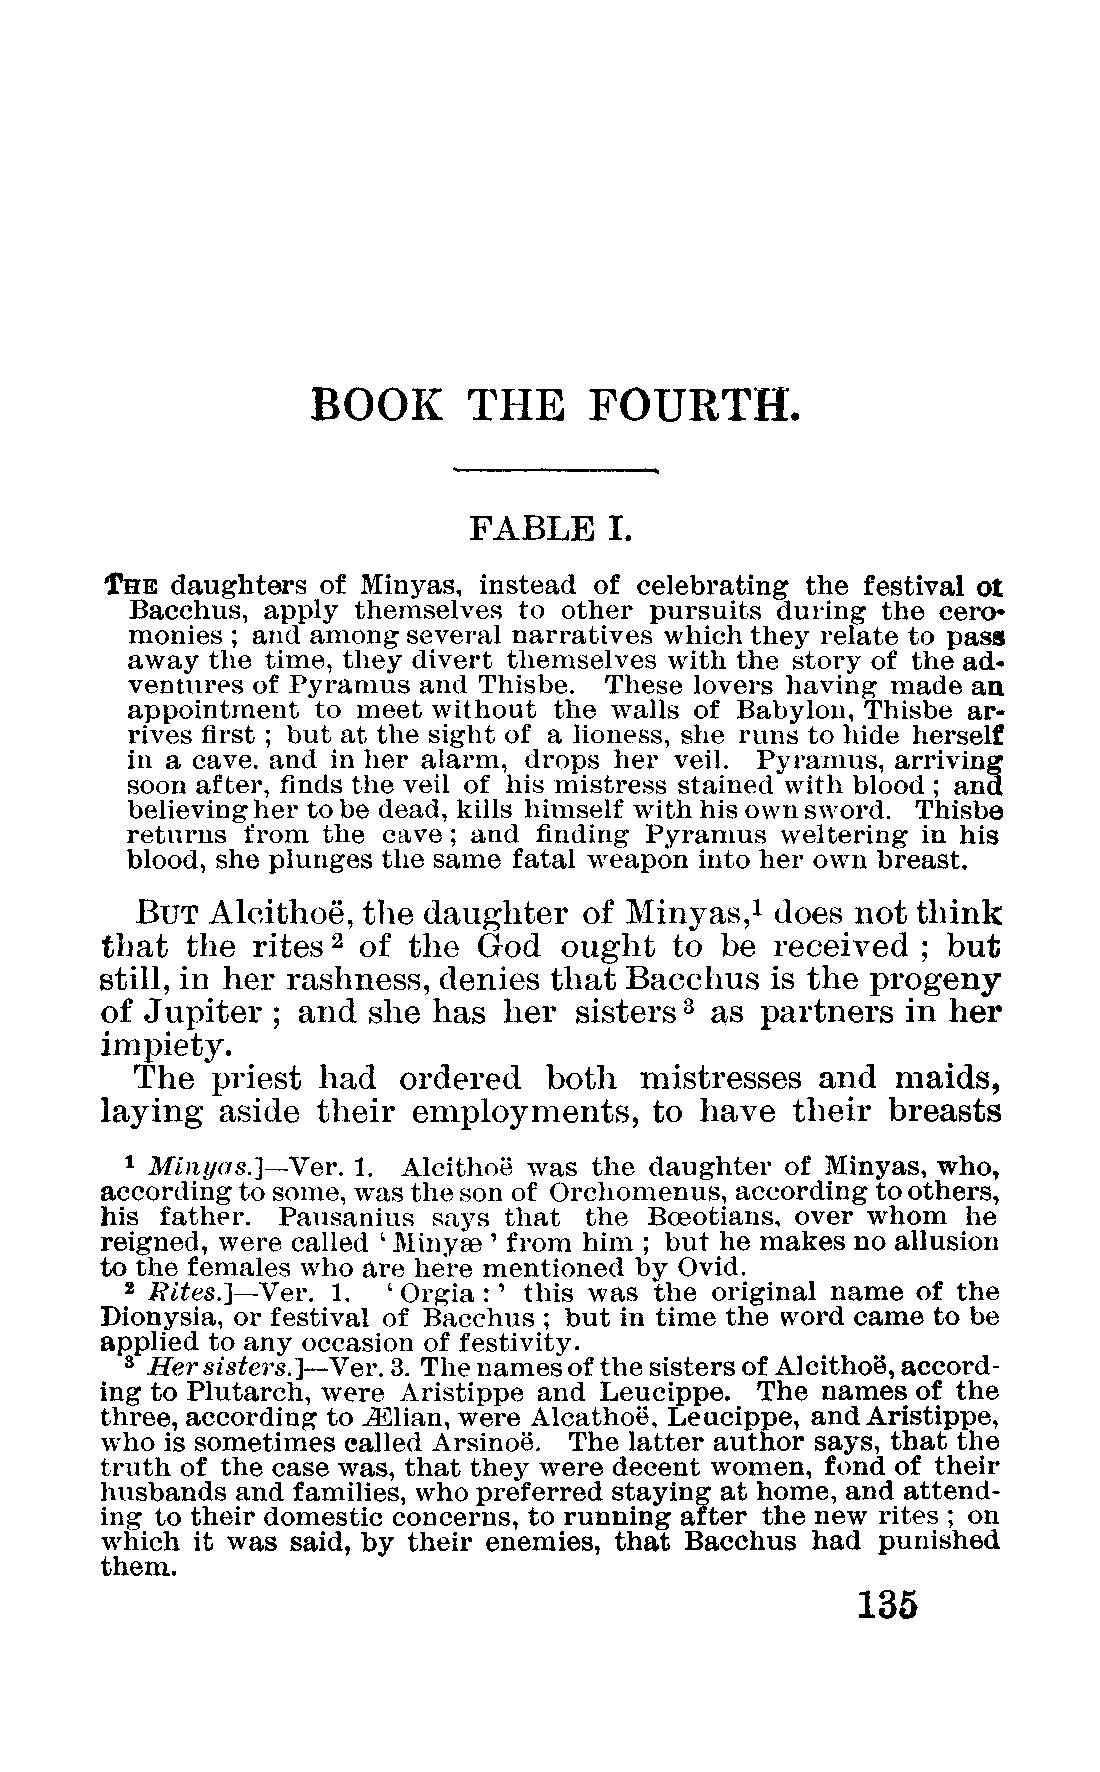 BOOK THE FOURTH.
FABLE I.
THE daughters of Minyas, instead of celebrating the festival of
Bacchus, apply themselves to other pursuits during the cero-
monies ; and among several narratives which they relate to pass
away the time, they divert themselves with the story of the ad-
ventures of Pyramus and Thisbe. These lovers having made an
appointment to meet without the walls of Babylon, Thisbe ar-
rives first ; but at the sight of a lioness, she runs to hide herself
in a cave. and in her alarm, drops her veil. Pyramus, arriving
soon after, finds the veil of his mistress stained with blood ; and
believing her to be dead, kills himself with his own sword. Thisbe
returns from the cave ; and finding Pyramus weltering in his
blood, she plunges the same fatal weapon into her own breast.
BUT Alcithoë, the daughter of Minyas,¹ does not think
that the rites ² of the God ought to be received ; but
still, in her rashness, denies that Bacchus is the progeny
of Jupiter ; and she has her sisters ³ as partners in her
impiety.
The priest had ordered both mistresses and maids,
laying aside their employments, to have their breasts
¹ Minyas.]—Ver. 1. Alcithoë was the daughter of Minyas, who,
according to some, was the son of Orchomenus, according to others,
his father. Pausanius says that the Bœotians, over whom he
reigned, were called ‘ Minyæ ’ from him ; but he makes no allusion
to the females who are here mentioned by Ovid.
² Rites.]—Ver. 1. ‘ Orgia : ’ this was the original name of the
Dionysia, or festival of Bacchus ; but in time the word came to be
applied to any occasion of festivity.
³ Her sisters.]—Ver. 3. The names of the sisters of Alcithoë, accord-
ing to Plutarch, were Aristippe and Leucippe. The names of the
three, according to Ælian, were Alcathoë, Leucippe, and Aristippe,
who is sometimes called Arsinoë. The latter author says, that the
truth of the case was, that they were decent women, fond of their
husbands and families, who preferred staying at home, and attend-
ing to their domestic concerns, to running after the new rites ; on
which it was said, by their enemies, that Bacchus had punished
them.
135